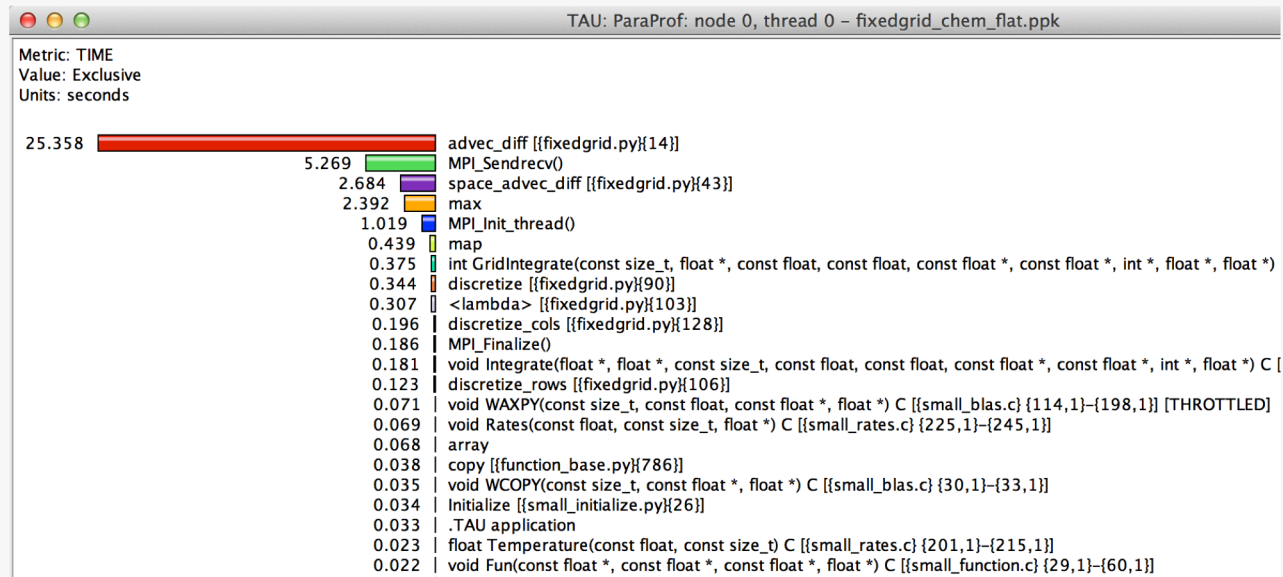 TAU: ParaProf: node 0, thread 0 – fixedgrid_chem_flat.ppk
Metric: TIME
Value: Exclusive
Units: seconds
25.358 advec_diff [{fixedgrid.py}{14}]
5.269 MPI_Sendrecv()
2.684 space_advec_diff [{fixedgrid.py}{43}]
2.392 max
1.019 MPI_Init_thread()
0.439 map
0.375 int GridIntegrate(const size_t, float *, const float, const float, const float *, const float *, int *, float *, float *)
0.344 discretize [{fixedgrid.py}{90}]
0.307 <lambda> [{fixedgrid.py}{103}]
0.196 discretize_cols [{fixedgrid.py}{128}]
0.186 MPI_Finalize()
0.181 void Integrate(float *, float *, const size_t, const float, const float, const float *, const float *, int *, float *) C [
0.123 discretize_rows [{fixedgrid.py}{106}]
0.071 void WAXPY(const size_t, const float, const float *, float *) C [{small_blas.c} {114,1}–{198,1}] [THROTTLED]
0.069 void Rates(const float, const size_t, float *) C [{small_rates.c} {225,1}–{245,1}]
0.068 array
0.038 copy [{function_base.py}{786}]
0.035 void WCOPY(const size_t, const float *, float *) C [{small_blas.c} {30,1}–{33,1}]
0.034 Initialize [{small_initialize.py}{26}]
0.033 .TAU application
0.023 float Temperature(const float, const size_t) C [{small_rates.c} {201,1}–{215,1}]
0.022 void Fun(const float *, const float *, const float *, float *) C [{small_function.c} {29,1}–{60,1}]